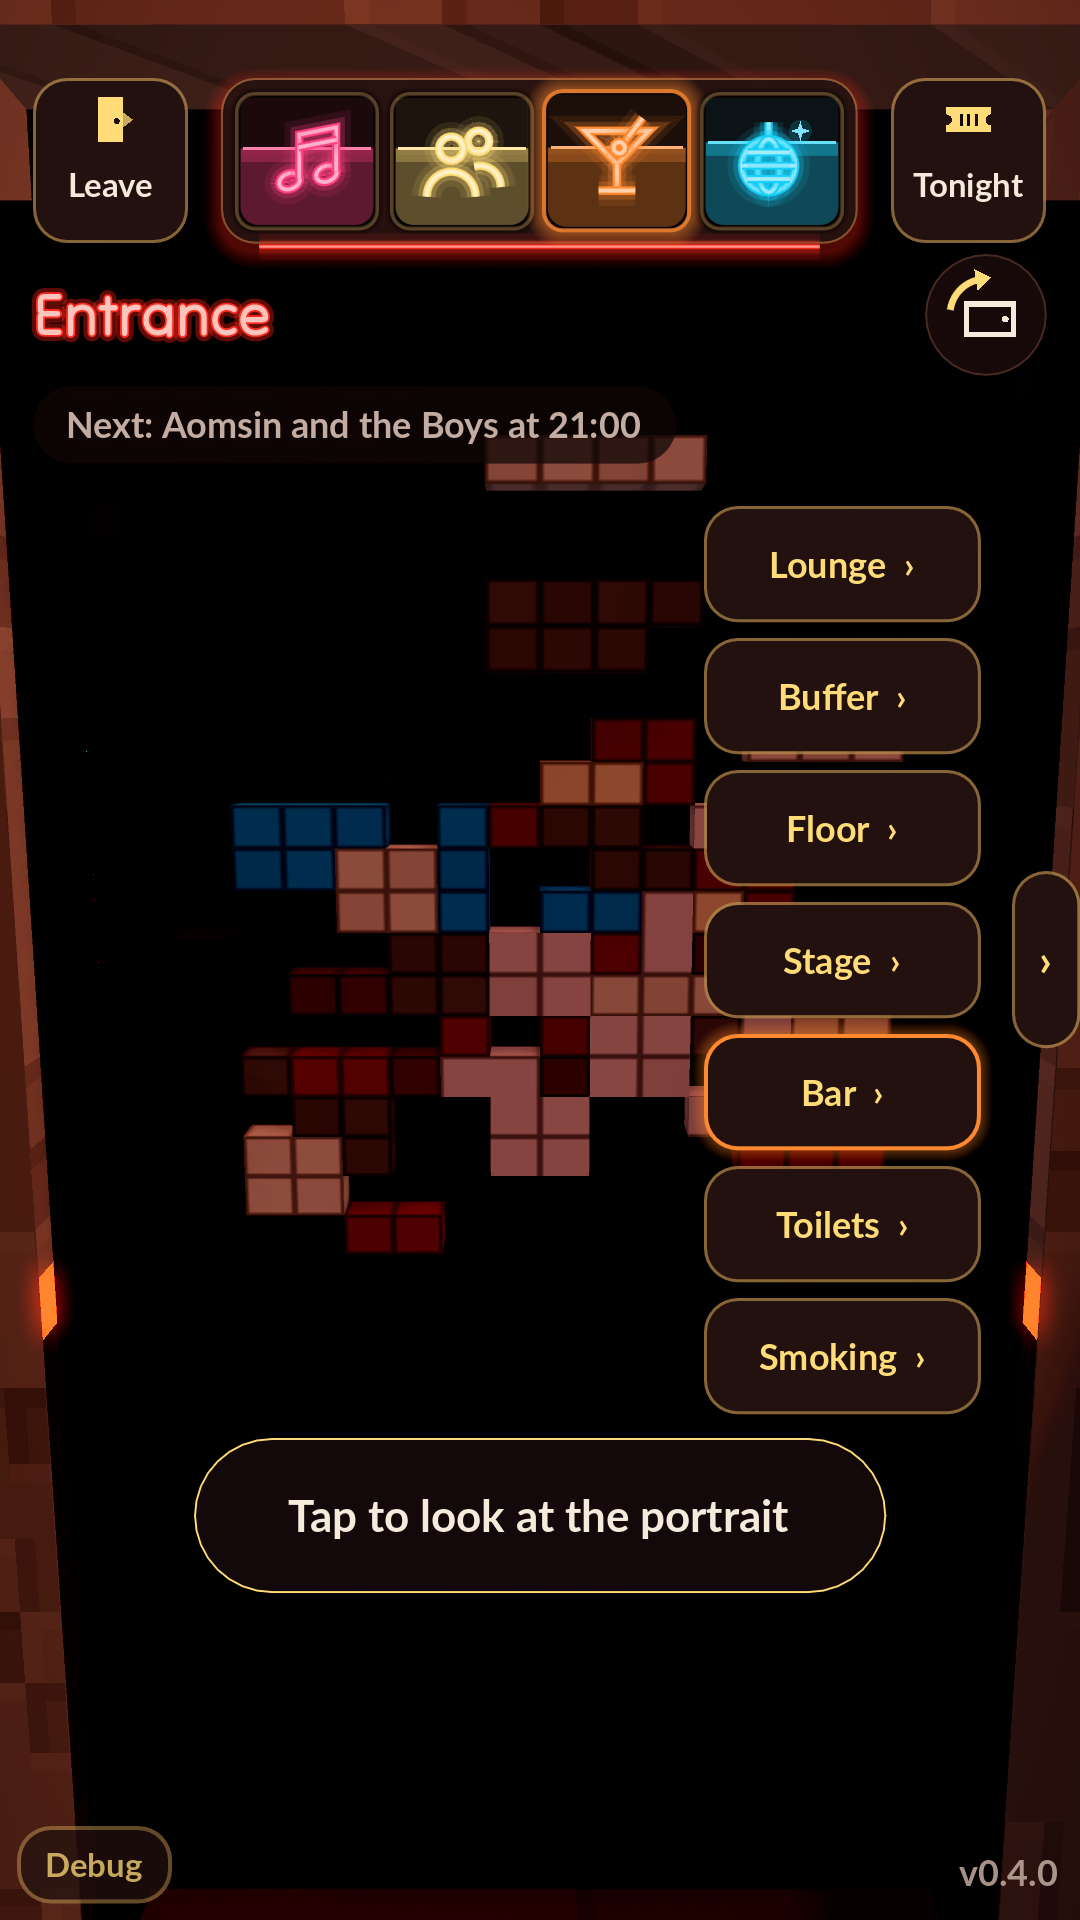 Leave
Tonight
Entrance
Next: Aomsin and the Boys at 21:00
Lounge ›
Buffer ›
Floor ›
Stage ›
›
Bar ›
Toilets ›
Smoking ›
Tap to look at the portrait
Debug
v0.4.0